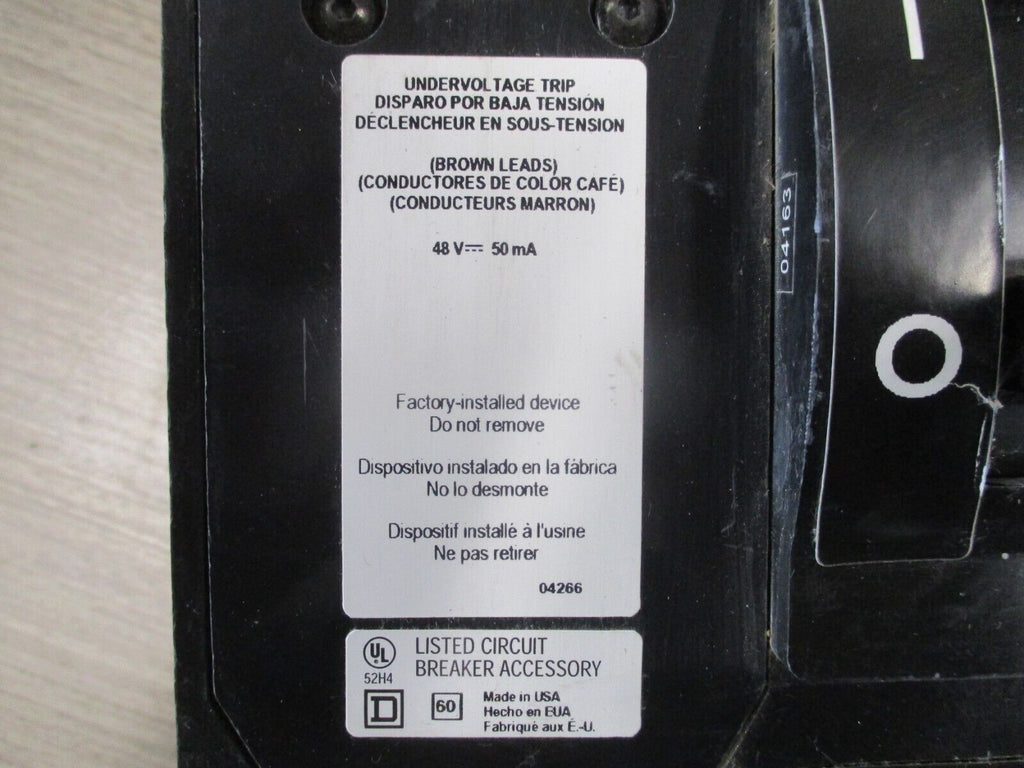 UNDERVOLTAGE TRIP
DISPARO POR BAJA TENSIÓN
DÉCLENCHEUR EN SOUS-TENSION
(BROWN LEADS)
(CONDUCTORES DE COLOR CAFÉ)
(CONDUCTEURS MARRON)
48 V⎓ 50 mA
Factory-installed device
Do not remove
Dispositivo instalado en la fábrica
No lo desmonte
Dispositif installé à l'usine
Ne pas retirer
04266
UL
52H4
LISTED CIRCUIT
BREAKER ACCESSORY
D
60
Made in USA
Hecho en EUA
Fabriqué aux É.-U.
04163
I
O